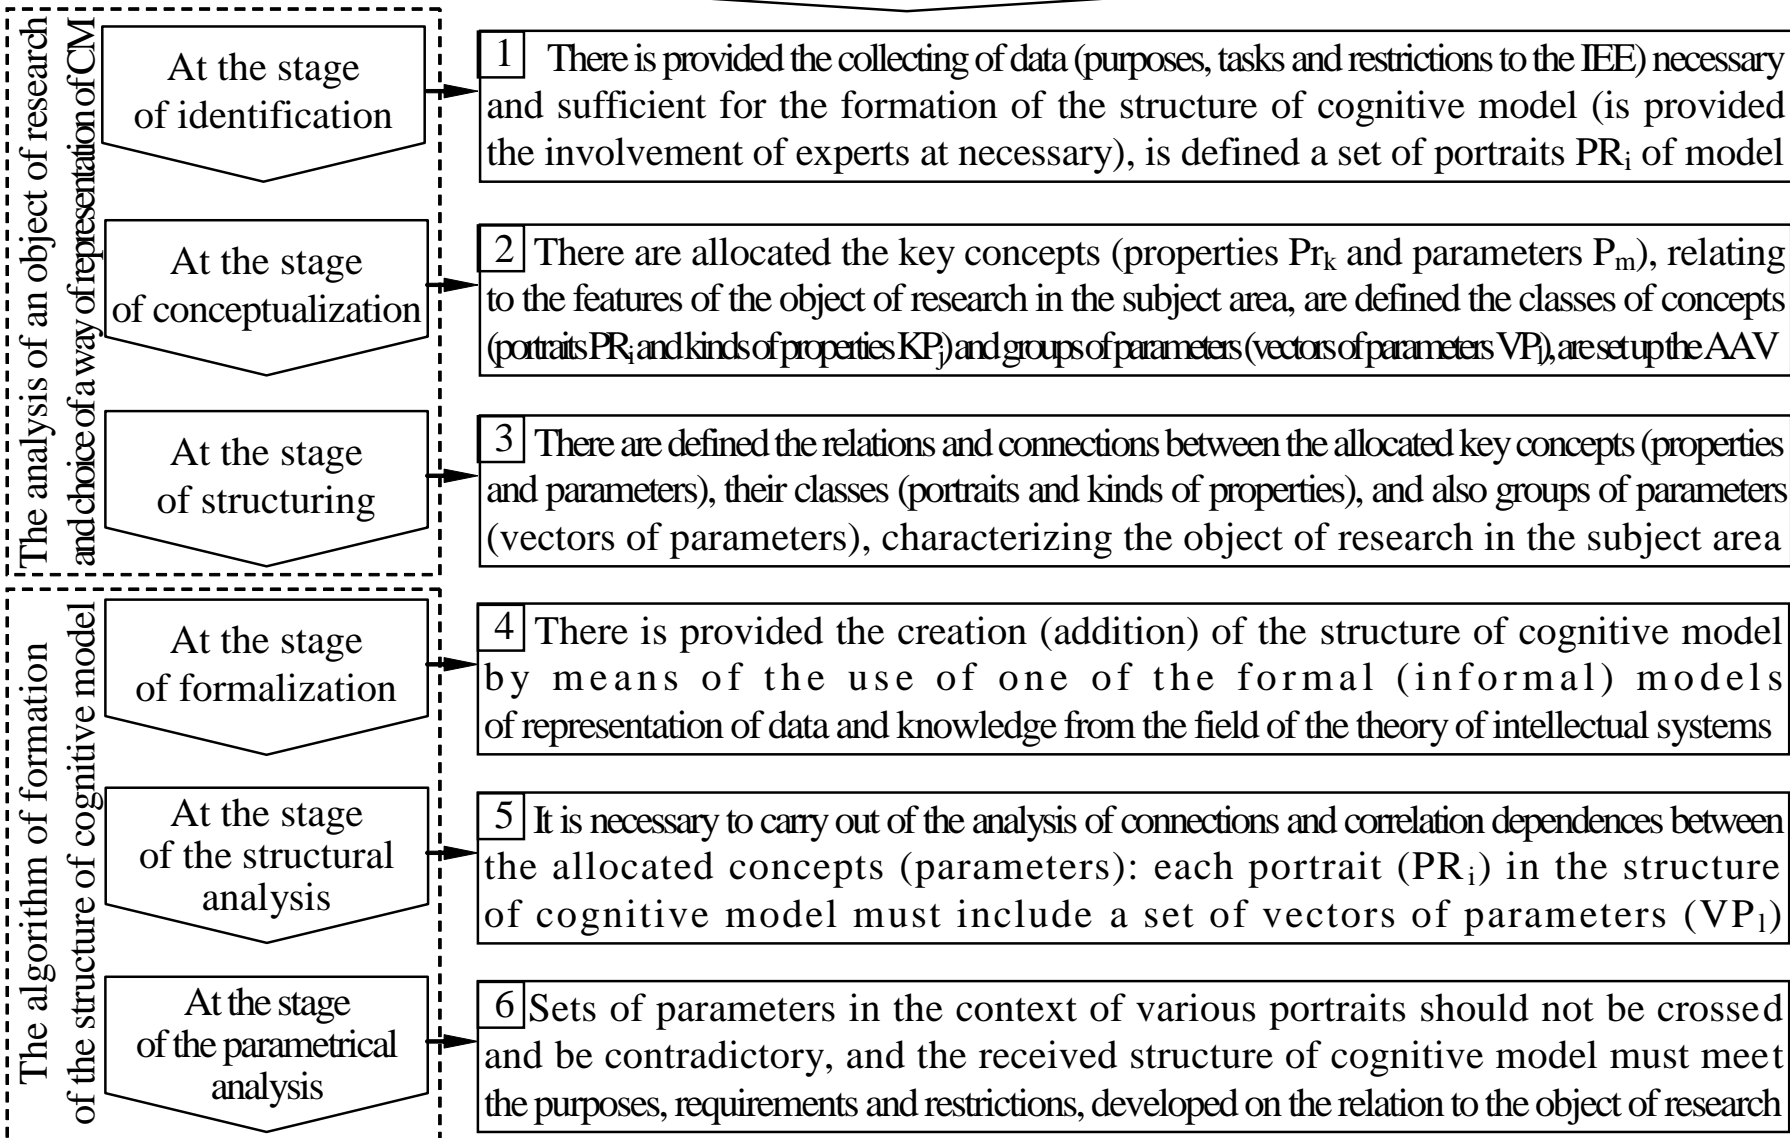 The analysis of an object of research
and choice of a way of representation of CM
At the stage
of identification
1 There is provided the collecting of data (purposes, tasks and restrictions to the IEE) necessary
and sufficient for the formation of the structure of cognitive model (is provided
the involvement of experts at necessary), is defined a set of portraits PRi of model
At the stage
of conceptualization
2 There are allocated the key concepts (properties Prk and parameters Pm), relating
to the features of the object of research in the subject area, are defined the classes of concepts
(portraits PRi and kinds of properties KPj) and groups of parameters (vectors of parameters VPl), are set up the AAV
At the stage
of structuring
3 There are defined the relations and connections between the allocated key concepts (properties
and parameters), their classes (portraits and kinds of properties), and also groups of parameters
(vectors of parameters), characterizing the object of research in the subject area
The algorithm of formation
of the structure of cognitive model
At the stage
of formalization
4 There is provided the creation (addition) of the structure of cognitive model
by means of the use of one of the formal (informal) models
of representation of data and knowledge from the field of the theory of intellectual systems
At the stage
of the structural
analysis
5 It is necessary to carry out of the analysis of connections and correlation dependences between
the allocated concepts (parameters): each portrait (PRi) in the structure
of cognitive model must include a set of vectors of parameters (VPl)
At the stage
of the parametrical
analysis
6 Sets of parameters in the context of various portraits should not be crossed
and be contradictory, and the received structure of cognitive model must meet
the purposes, requirements and restrictions, developed on the relation to the object of research